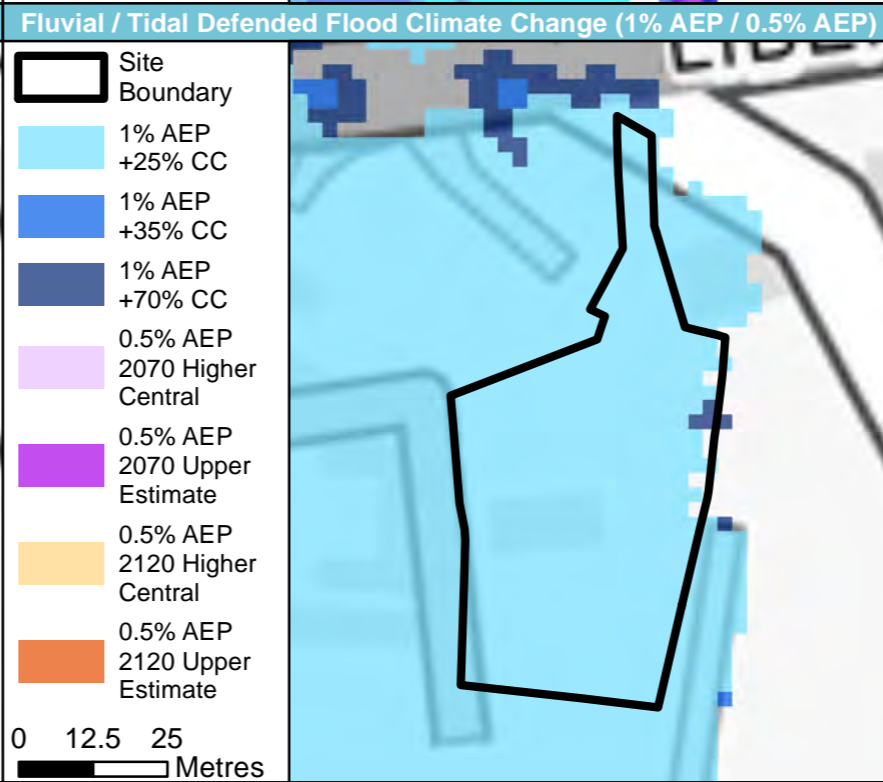 Fluvial / Tidal Defended Flood Climate Change (1% AEP / 0.5% AEP)
Site
Boundary
1% AEP
+25% CC
1% AEP
+35% CC
1% AEP
+70% CC
0.5% AEP
2070 Higher
Central
0.5% AEP
2070 Upper
Estimate
0.5% AEP
2120 Higher
Central
0.5% AEP
2120 Upper
Estimate
0 12.5 25
Metres